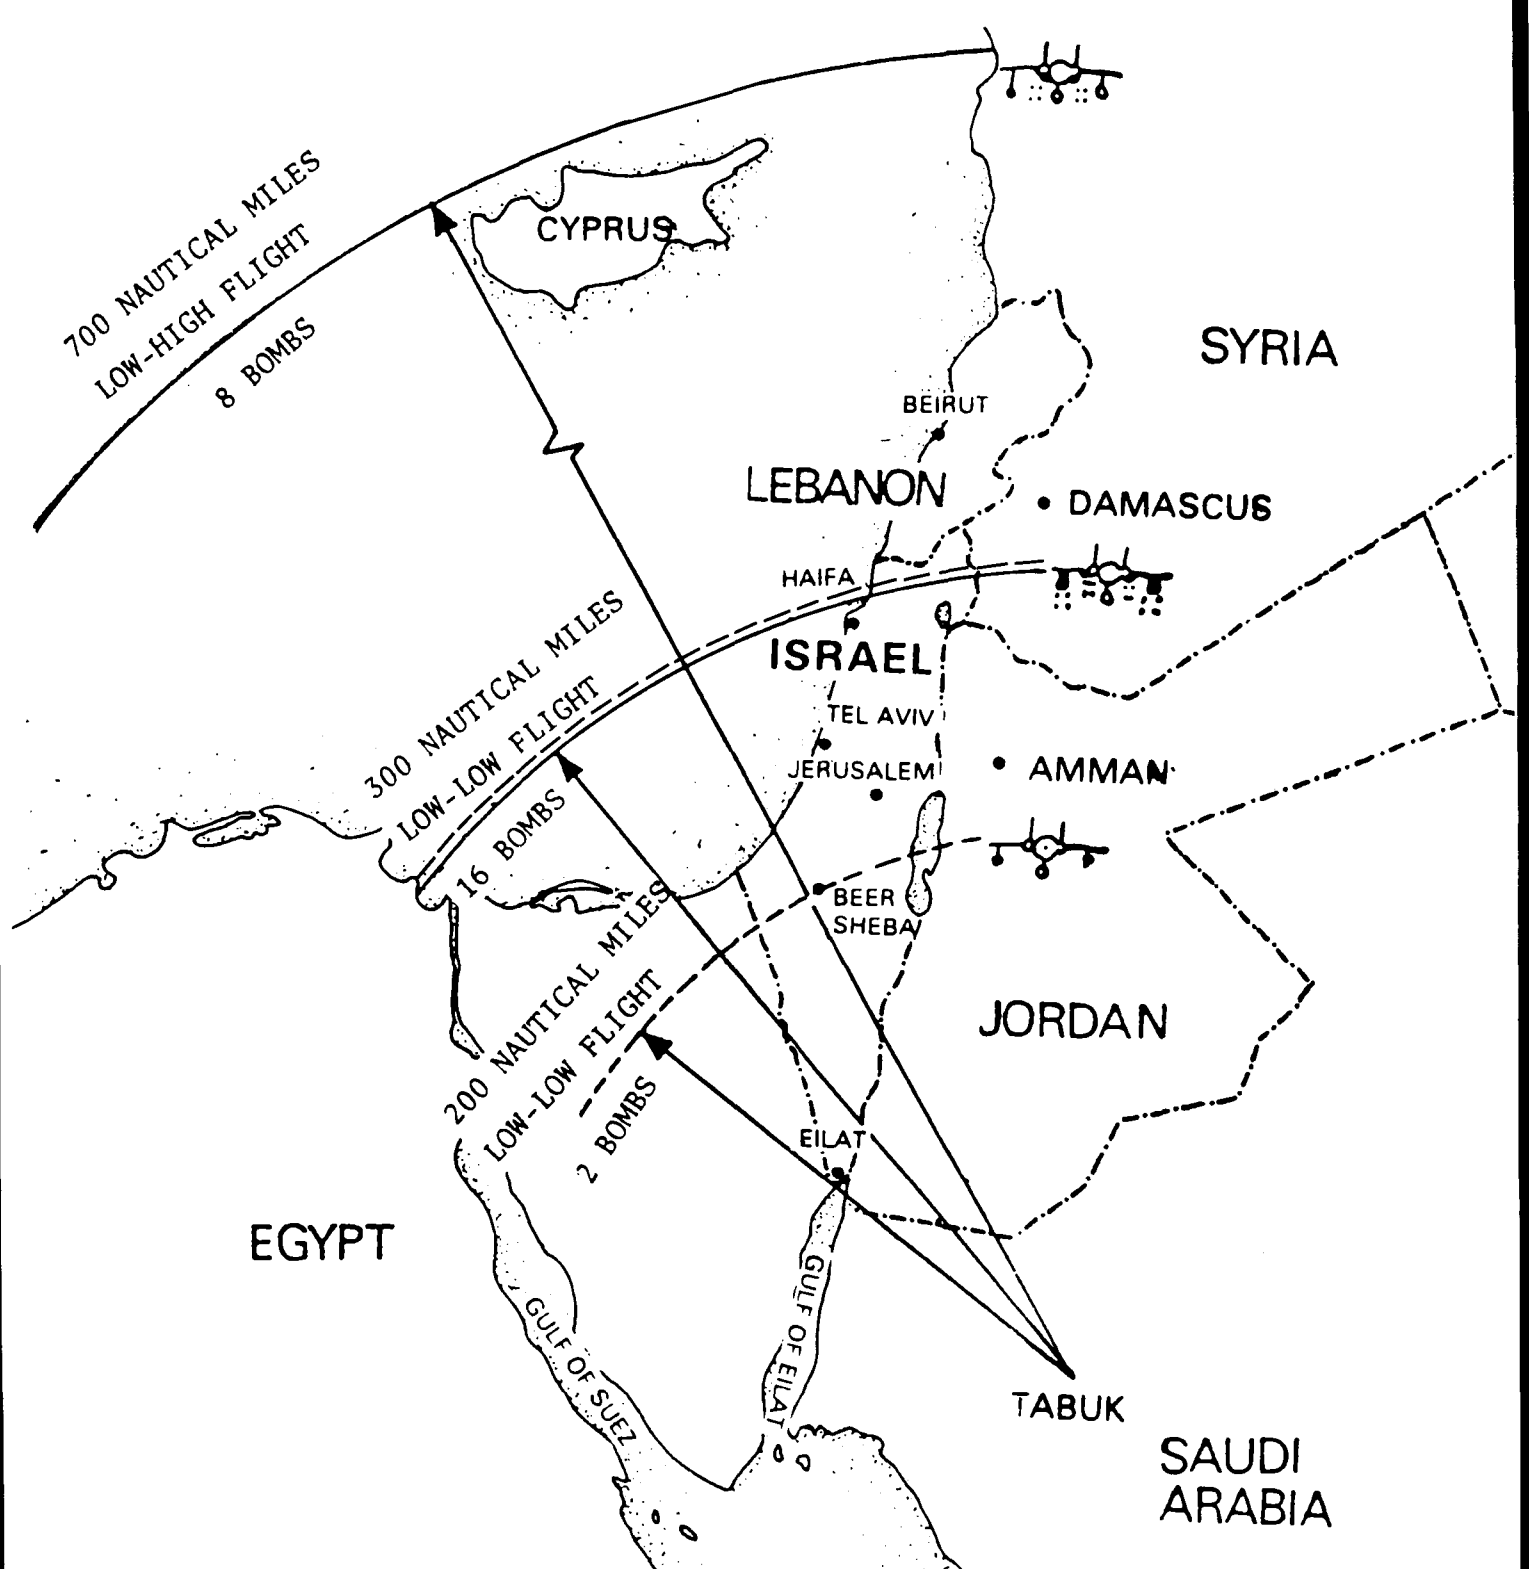 700 NAUTICAL MILES
LOW-HIGH FLIGHT
8 BOMBS
CYPRUS
SYRIA
BEIRUT
LEBANON
DAMASCUS
HAIFA
ISRAEL
300 NAUTICAL MILES
LOW-LOW FLIGHT
16 BOMBS
TEL AVIV
JERUSALEM
AMMAN
BEER
SHEBA
200 NAUTICAL MILES
LOW-LOW FLIGHT
2 BOMBS
JORDAN
EILAT
EGYPT
GULF OF SUEZ
GULF OF EILAT
TABUK
SAUDI
ARABIA